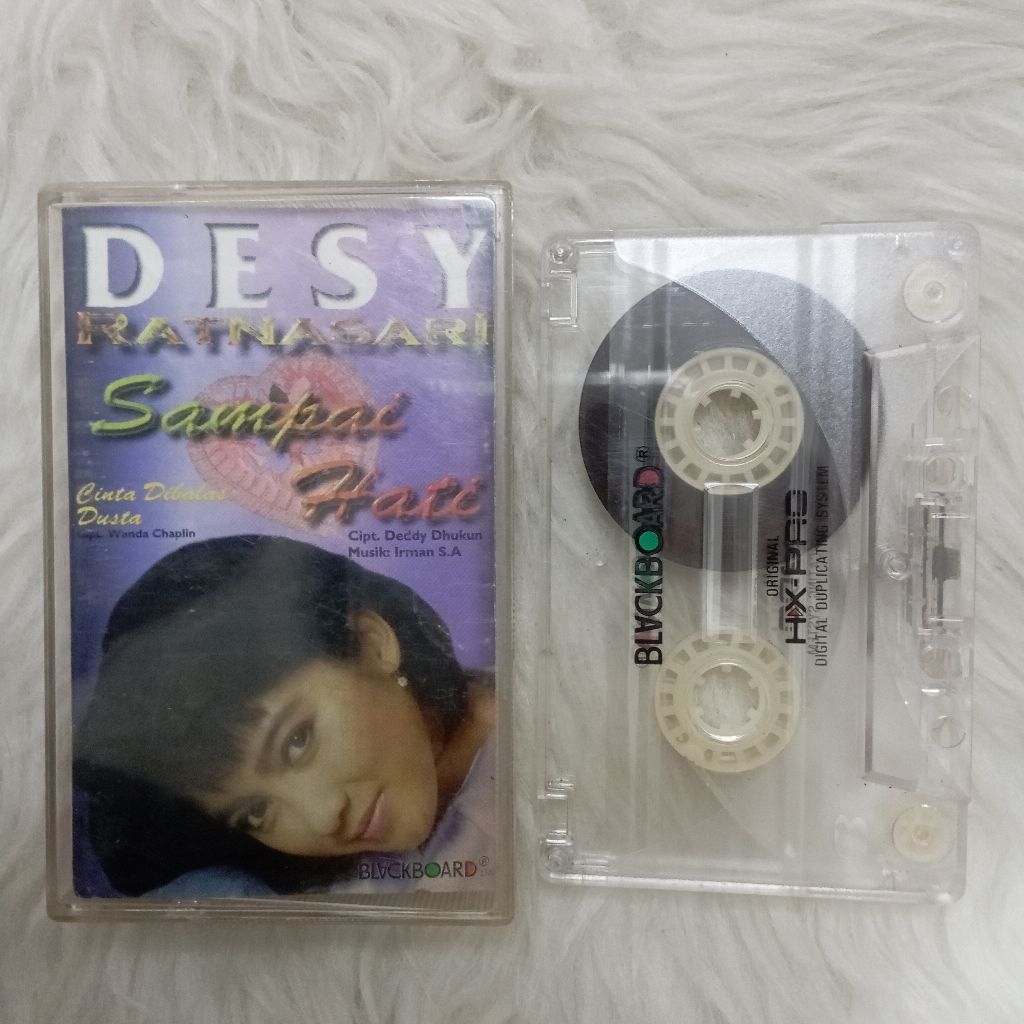 DESY
RATNASARI
Sampai
Hati
Cinta Dibalas
Dusta
Cipt. Wanda Chaplin
Cipt. Deddy Dhukun
Musik: Irman S.A
BLACKBOARD®
BLACKBOARD®
ORIGINAL
HX-PRO
DIGITAL DUPLICATING SYSTEM